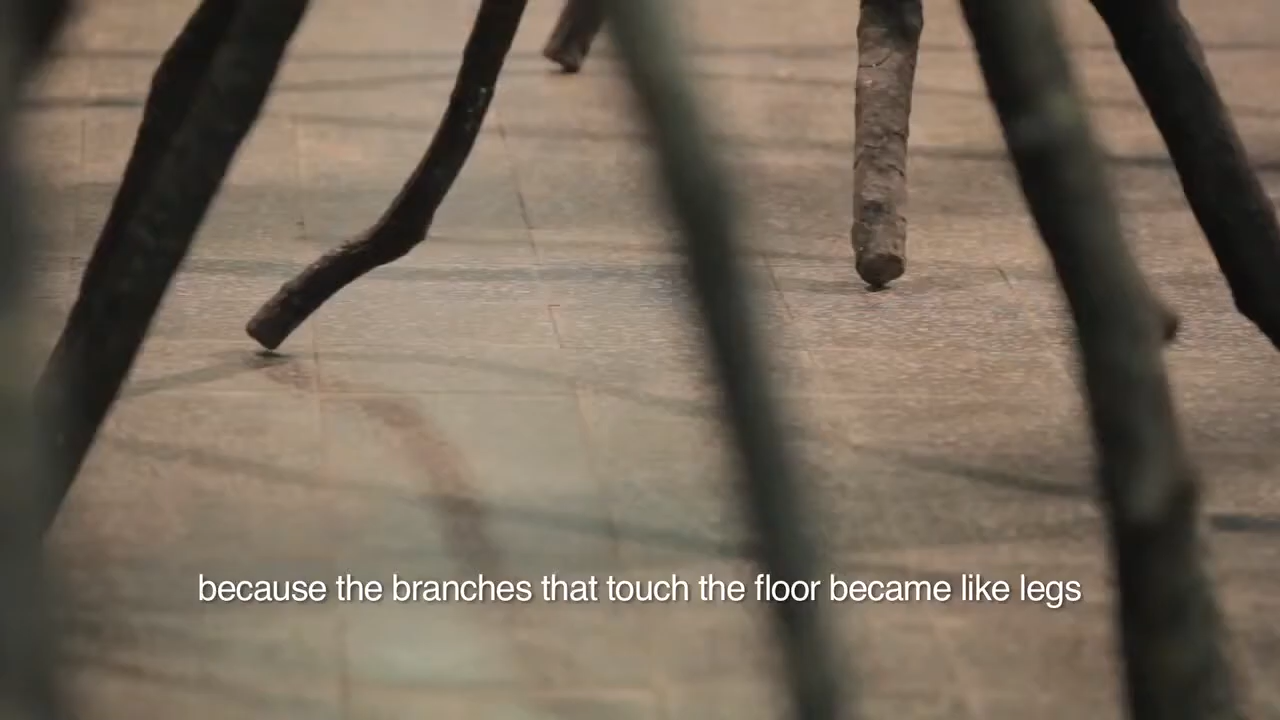 because the branches that touch the floor became like legs